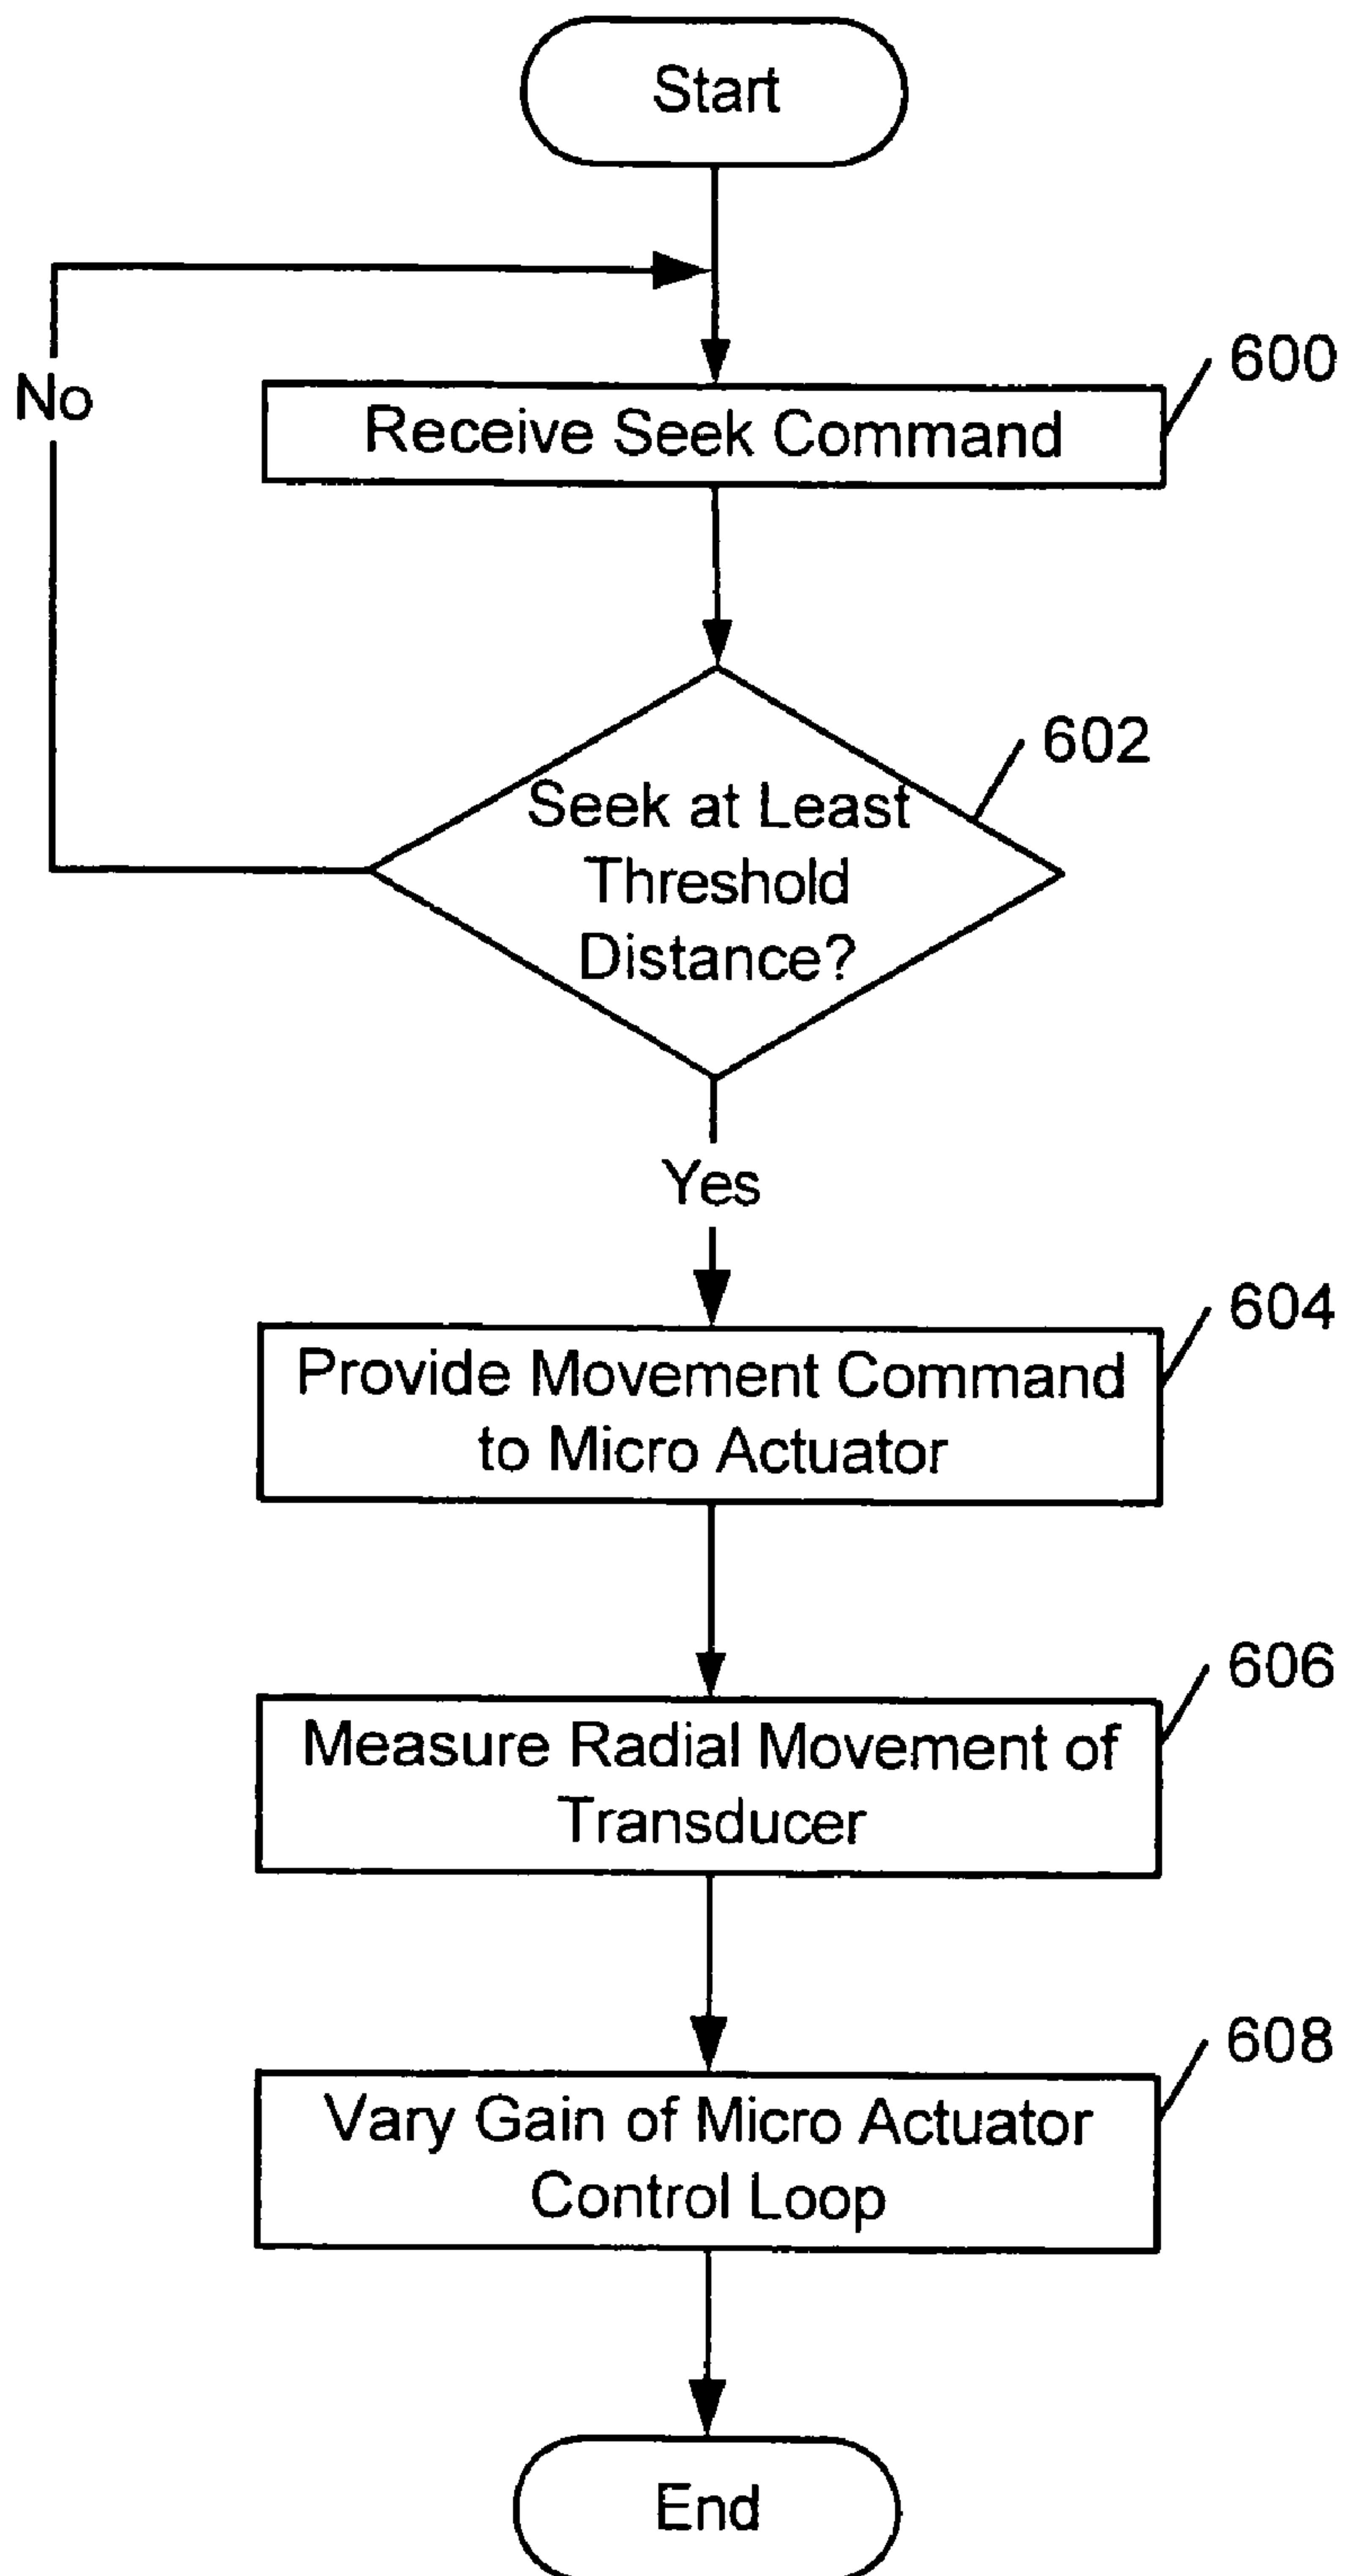 Start
No
600
Receive Seek Command
602
Seek at Least
Threshold
Distance?
Yes
604
Provide Movement Command
to Micro Actuator
606
Measure Radial Movement of
Transducer
608
Vary Gain of Micro Actuator
Control Loop
End